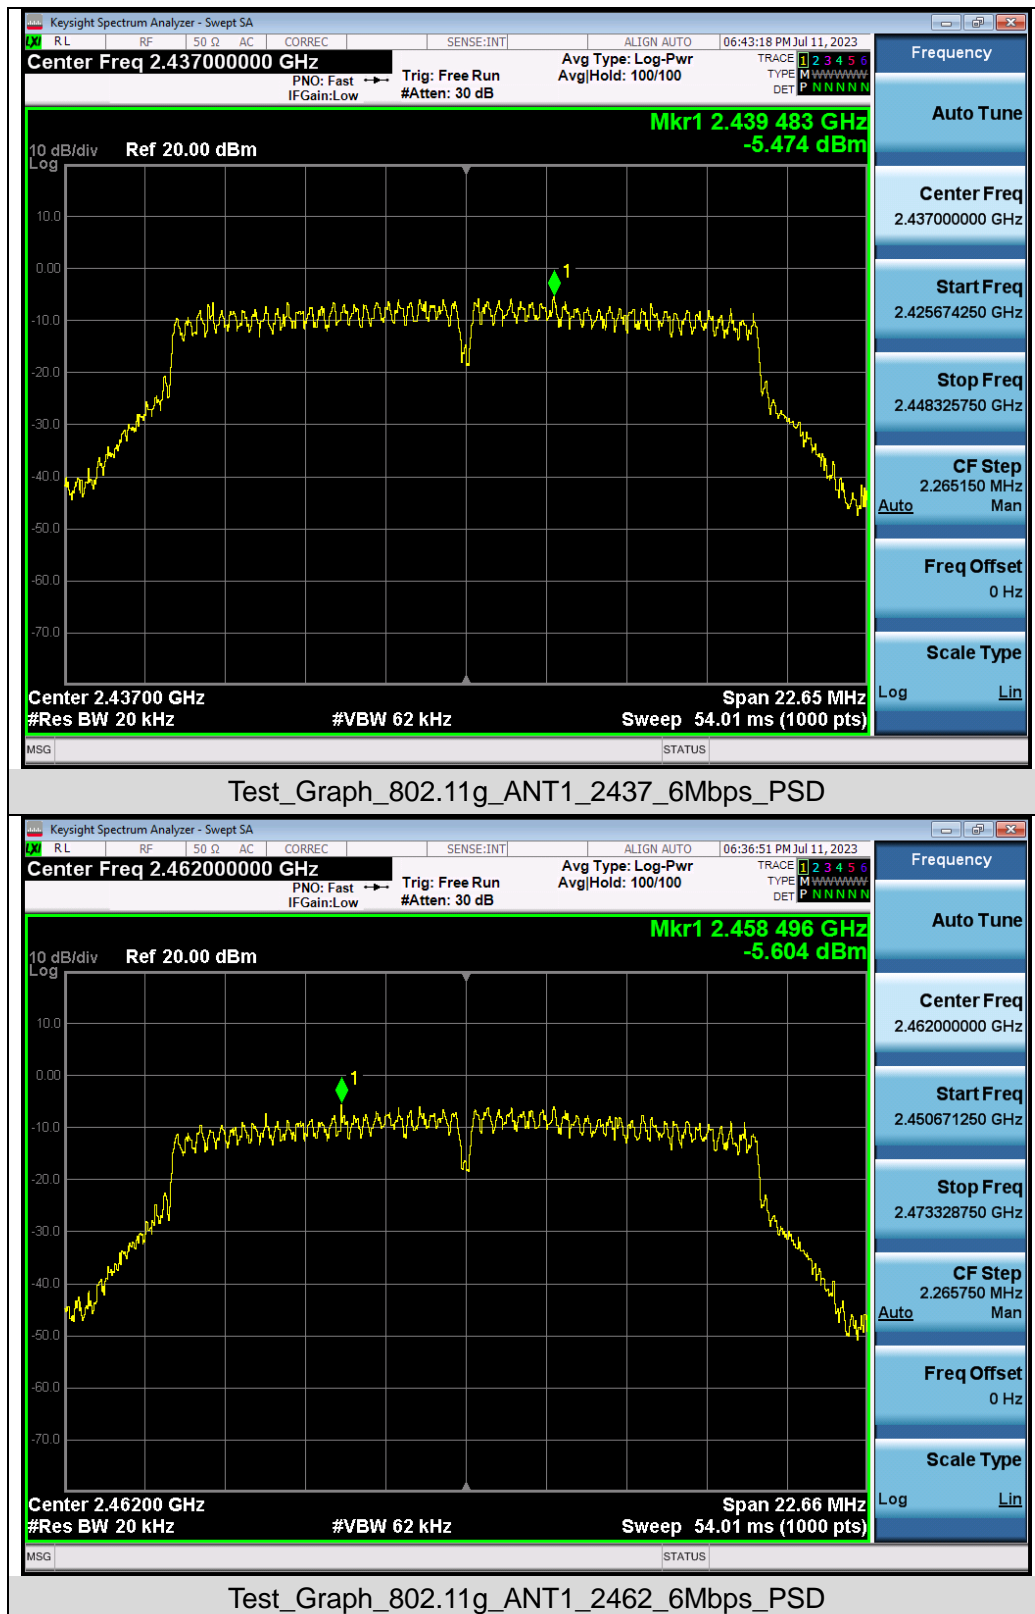 Keysight Spectrum Analyzer - Swept SA
LXI RL RF 50 Ω AC CORREC SENSE:INT ALIGN AUTO 06:43:18 PM Jul 11, 2023
Center Freq 2.437000000 GHz
PNO: Fast
IFGain:Low
Trig: Free Run
#Atten: 30 dB
Avg Type: Log-Pwr
Avg|Hold: 100/100
TRACE 1 2 3 4 5 6
TYPE M WWWWW
DET P N N N N N
Mkr1 2.439 483 GHz
-5.474 dBm
10 dB/div
Log
Ref 20.00 dBm
10.0
0.00
-10.0
-20.0
-30.0
-40.0
-50.0
-60.0
-70.0
1
Center 2.43700 GHz
Span 22.65 MHz
#Res BW 20 kHz
#VBW 62 kHz
Sweep 54.01 ms (1000 pts)
MSG
STATUS
Frequency
Auto Tune
Center Freq
2.437000000 GHz
Start Freq
2.425674250 GHz
Stop Freq
2.448325750 GHz
CF Step
2.265150 MHz
Auto Man
Freq Offset
0 Hz
Scale Type
Log Lin
Test_Graph_802.11g_ANT1_2437_6Mbps_PSD
Keysight Spectrum Analyzer - Swept SA
LXI RL RF 50 Ω AC CORREC SENSE:INT ALIGN AUTO 06:36:51 PM Jul 11, 2023
Center Freq 2.462000000 GHz
PNO: Fast
IFGain:Low
Trig: Free Run
#Atten: 30 dB
Avg Type: Log-Pwr
Avg|Hold: 100/100
TRACE 1 2 3 4 5 6
TYPE M WWWWW
DET P N N N N N
Mkr1 2.458 496 GHz
-5.604 dBm
10 dB/div
Log
Ref 20.00 dBm
10.0
0.00
-10.0
-20.0
-30.0
-40.0
-50.0
-60.0
-70.0
1
Center 2.46200 GHz
Span 22.66 MHz
#Res BW 20 kHz
#VBW 62 kHz
Sweep 54.01 ms (1000 pts)
MSG
STATUS
Frequency
Auto Tune
Center Freq
2.462000000 GHz
Start Freq
2.450671250 GHz
Stop Freq
2.473328750 GHz
CF Step
2.265750 MHz
Auto Man
Freq Offset
0 Hz
Scale Type
Log Lin
Test_Graph_802.11g_ANT1_2462_6Mbps_PSD